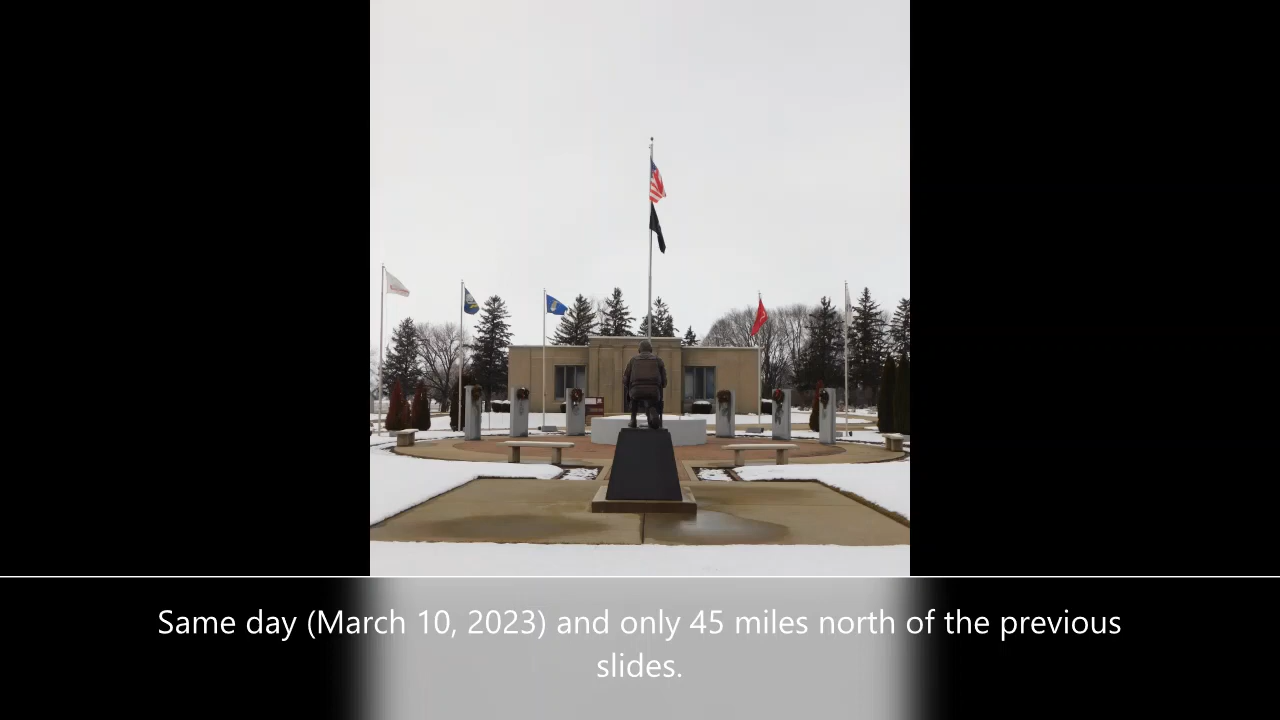 Same day (March 10, 2023) and only 45 miles north of the previous
slides.